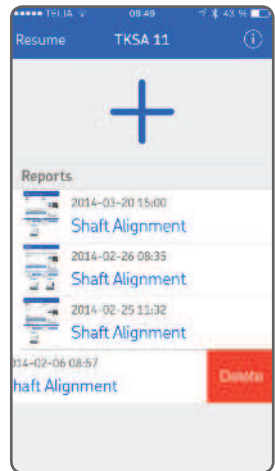 TELIA 09:49 43 %
Resume TKSA 11
Reports
2014-03-20 15:00
Shaft Alignment
2014-02-26 08:35
Shaft Alignment
2014-02-25 11:32
Shaft Alignment
014-02-06 08:57
haft Alignment
Delete